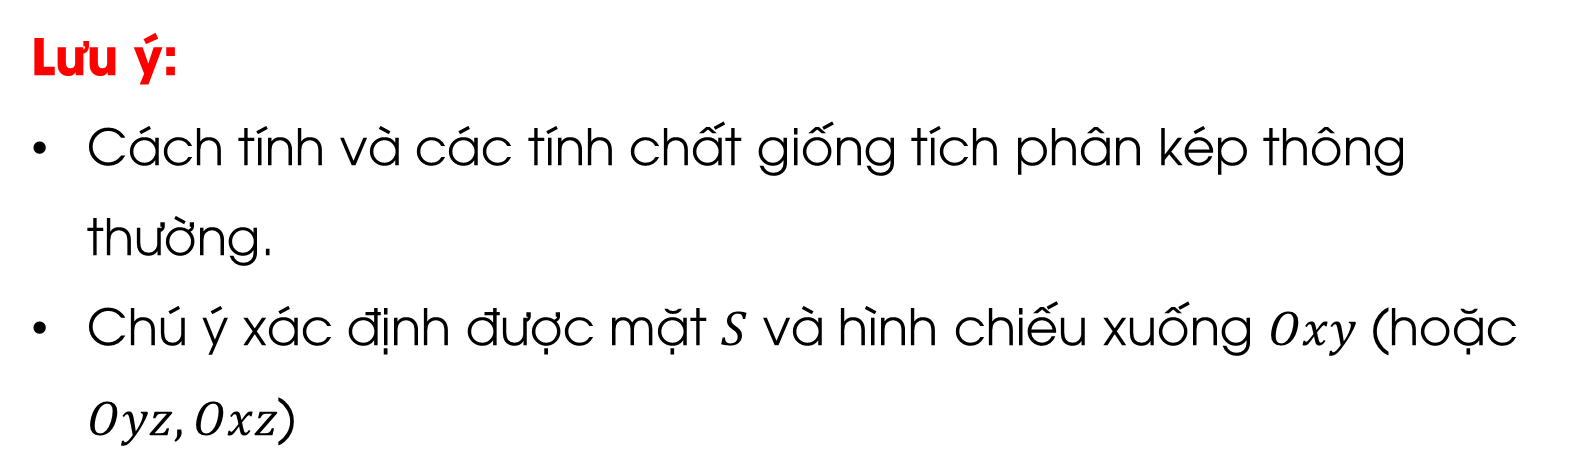 Lưu ý:
• Cách tính và các tính chất giống tích phân kép thông
thường.
• Chú ý xác định được mặt S và hình chiếu xuống Oxy (hoặc
Oyz, Oxz)